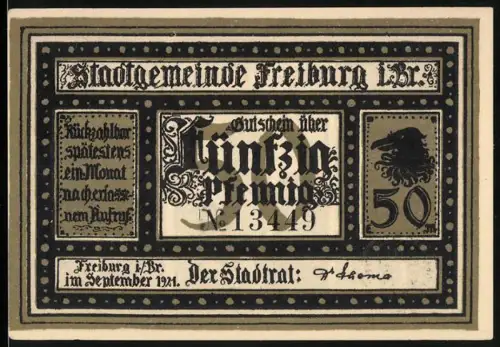 Stadtgemeinde Freiburg i.Br.
Rückzahlbar
spätestens
ein Monat
nach erlasse-
nem Aufruf.
Gutschein über
Fünfzig
Pfennig
№ 13449
50
Freiburg i/Br.
im September 1921.
Der Stadtrat: